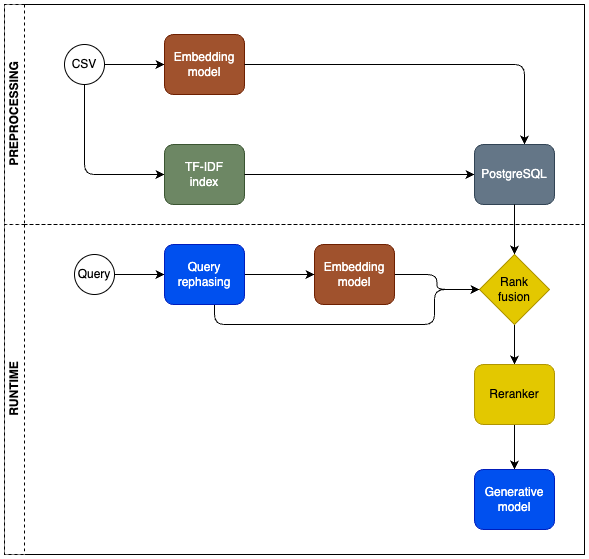 PREPROCESSING
CSV
Embedding
model
TF-IDF
index
PostgreSQL
RUNTIME
Query
Query
rephasing
Embedding
model
Rank
fusion
Reranker
Generative
model